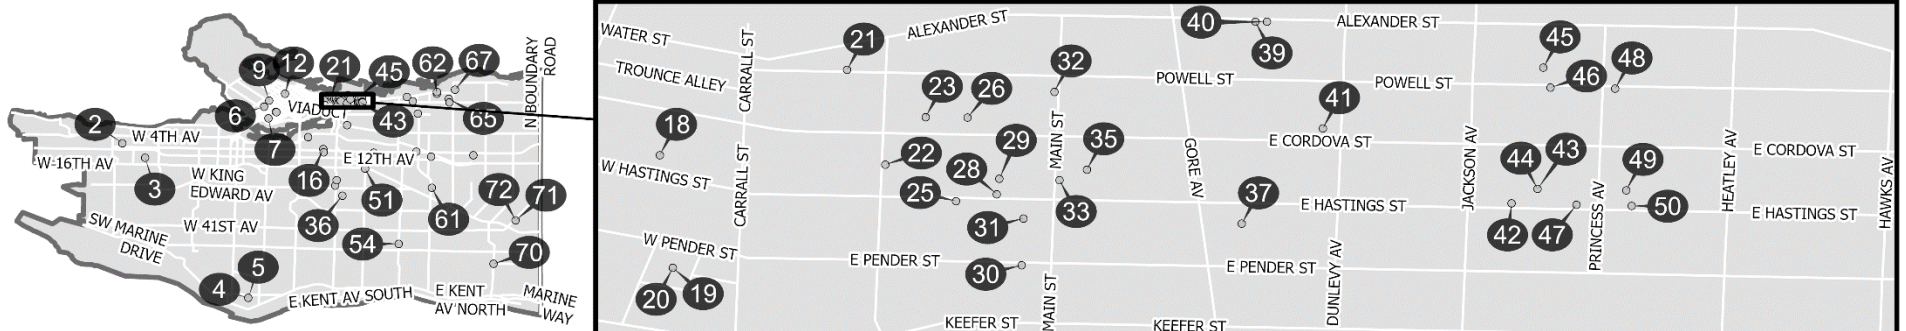 9
12
21
45
62
67
N BOUNDARY
ROAD
6
VIADUCT
43
65
2
W 4TH AV
7
W 16TH AV
E 12TH AV
3
W KING
EDWARD AV
16
51
72
71
36
61
W 41ST AV
54
SW MARINE
DRIVE
70
5
4
E KENT AV SOUTH
E KENT
AV NORTH
MARINE
WAY
WATER ST
CARRALL ST
21
ALEXANDER ST
40
39
ALEXANDER ST
45
48
46
TROUNCE ALLEY
32
POWELL ST
POWELL ST
23
26
41
18
MAIN ST
35
E CORDOVA ST
JACKSON AV
HEATLEY AV
E CORDOVA ST
29
22
28
GORE AV
44
43
49
W HASTINGS ST
CARRALL ST
25
33
37
E HASTINGS ST
PRINCESS AV
50
E HASTINGS ST
HAWKS AV
31
42
47
W PENDER ST
E PENDER ST
30
E PENDER ST
DUNLEVY AV
20
19
MAIN ST
KEEFER ST
KEEFER ST